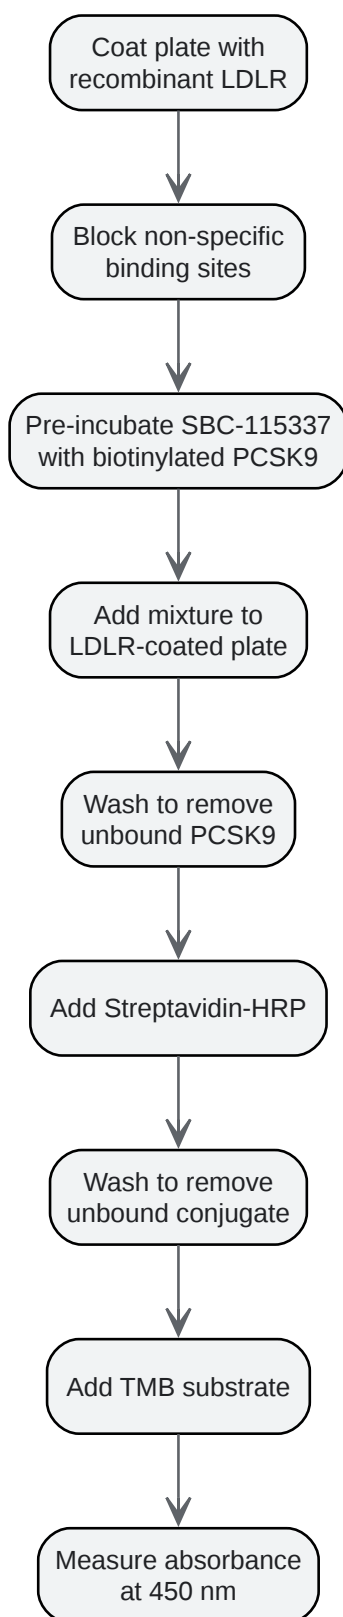 Coat plate with
recombinant LDLR
Block non-specific
binding sites
Pre-incubate SBC-115337
with biotinylated PCSK9
Add mixture to
LDLR-coated plate
Wash to remove
unbound PCSK9
Add Streptavidin-HRP
Wash to remove
unbound conjugate
Add TMB substrate
Measure absorbance
at 450 nm